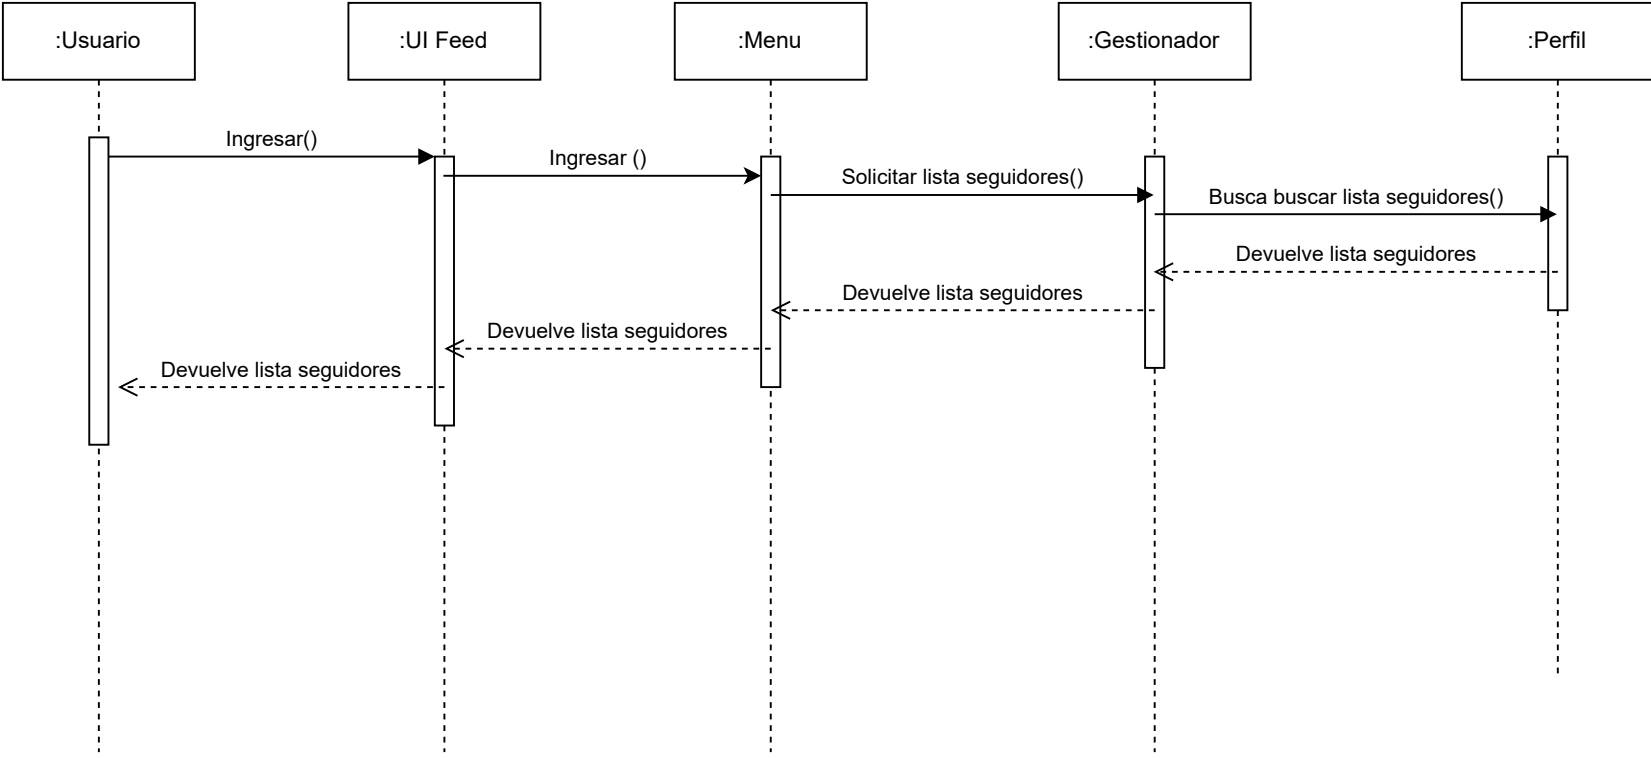 :Usuario
:UI Feed
:Menu
:Gestionador
:Perfil
Ingresar()
Ingresar ()
Solicitar lista seguidores()
Busca buscar lista seguidores()
Devuelve lista seguidores
Devuelve lista seguidores
Devuelve lista seguidores
Devuelve lista seguidores